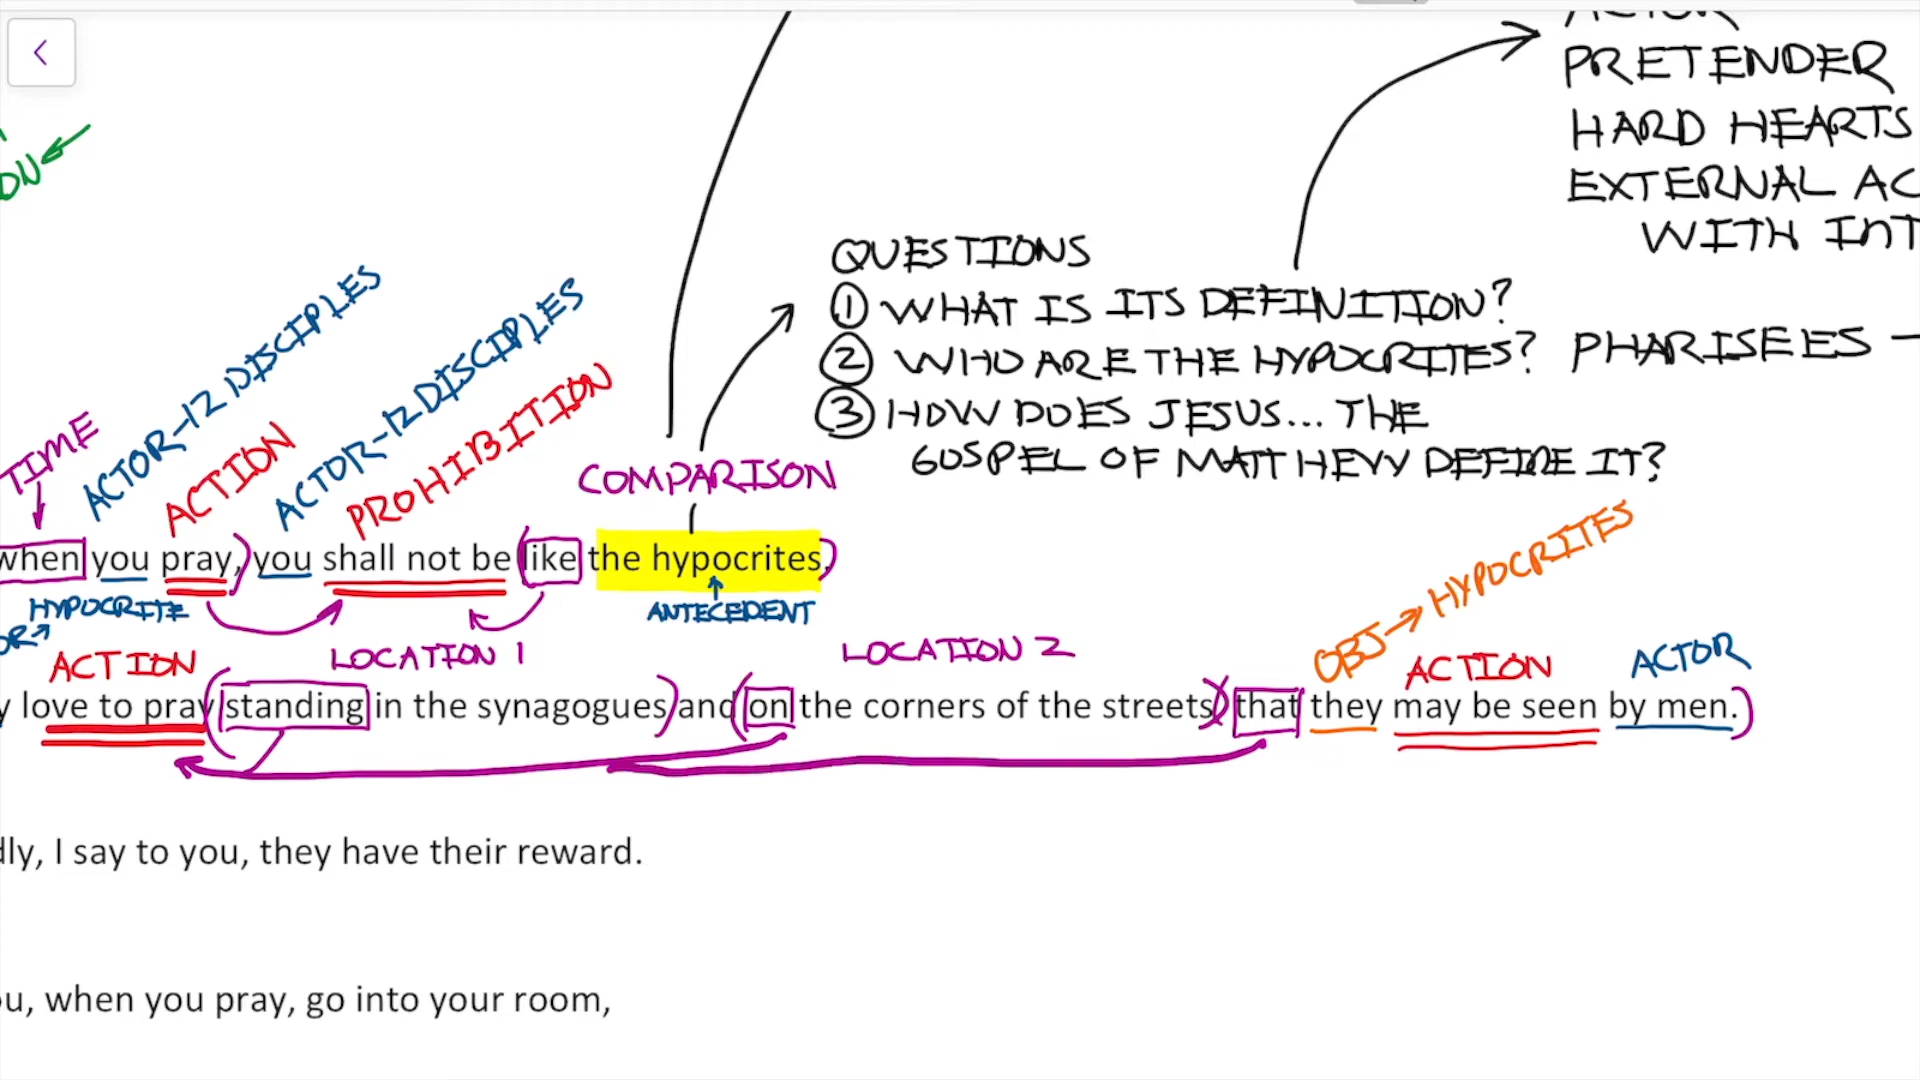 ACTOR
PRETENDER
HARD HEARTS
EXTERNAL AC
WITH INT
ON
QUESTIONS
① WHAT IS ITS DEFINITION?
② WHO ARE THE HYPOCRITES? PHARISEES –
③ HOW DOES JESUS... THE
GOSPEL OF MATTHEW DEFINE IT?
TIME
ACTOR-12 DISCIPLES
ACTION
ACTOR-12 DISCIPLES
PROHIBITION
COMPARISON
when you pray, you shall not be like the hypocrites.
HYPOCRITE
ANTECEDENT
OR
OBJ → HYPOCRITES
ACTION
LOCATION 1
LOCATION 2
ACTION
ACTOR
y love to pray standing in the synagogues and on the corners of the streets that they may be seen by men.
dly, I say to you, they have their reward.
ou, when you pray, go into your room,